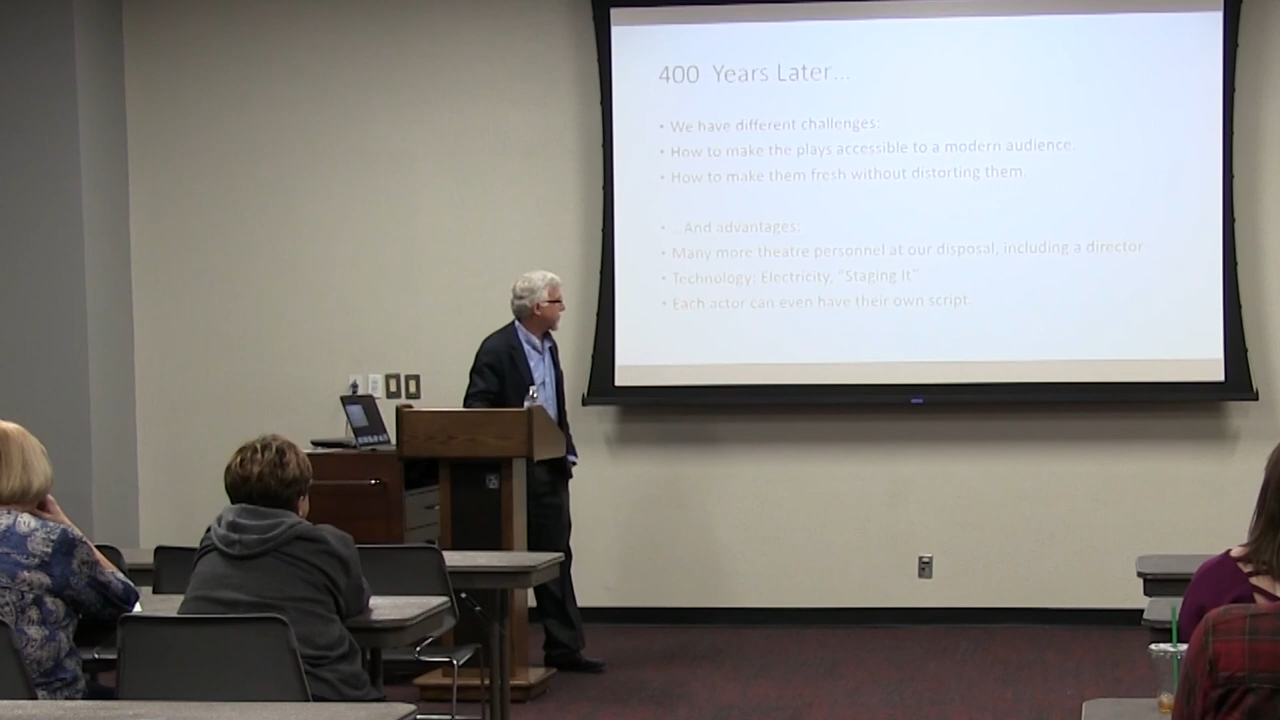 400 Years Later...
• We have different challenges:
• How to make the plays accessible to a modern audience.
• How to make them fresh without distorting them.
• ...And advantages:
• Many more theatre personnel at our disposal, including a director
• Technology: Electricity, "Staging It"
• Each actor can even have their own script.